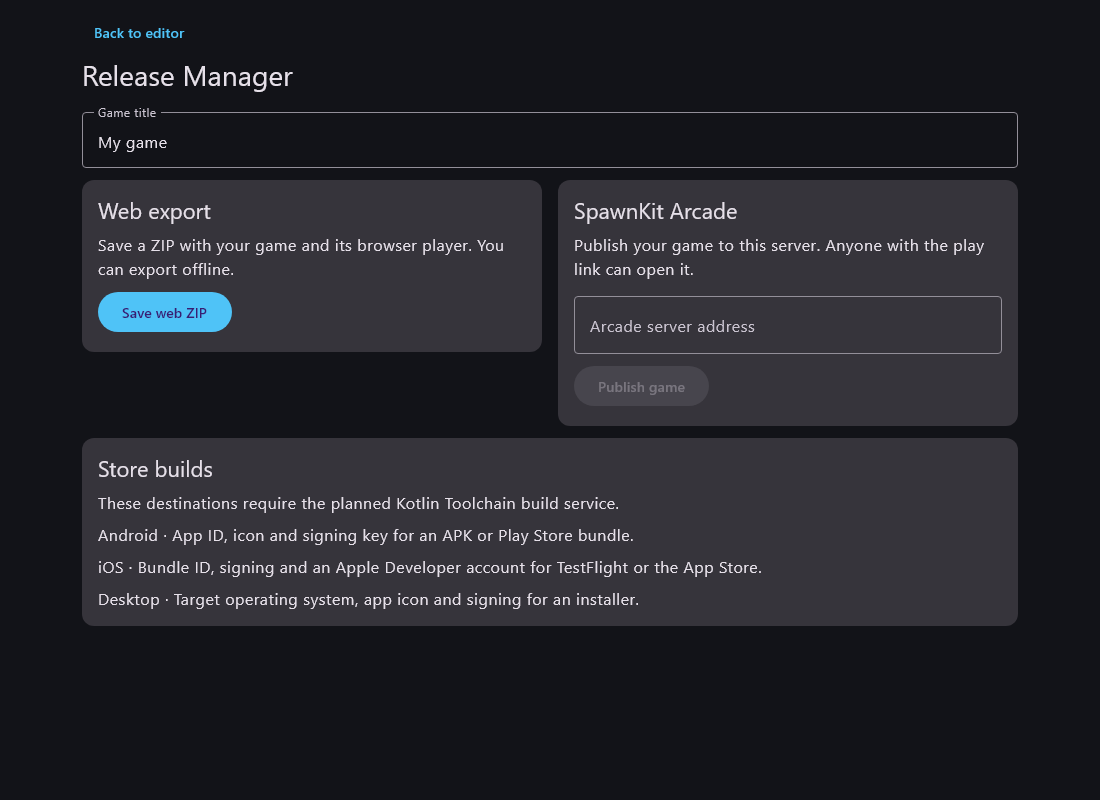 Back to editor
Release Manager
Game title
My game
Web export
Save a ZIP with your game and its browser player. You
can export offline.
Save web ZIP
SpawnKit Arcade
Publish your game to this server. Anyone with the play
link can open it.
Arcade server address
Publish game
Store builds
These destinations require the planned Kotlin Toolchain build service.
Android · App ID, icon and signing key for an APK or Play Store bundle.
iOS · Bundle ID, signing and an Apple Developer account for TestFlight or the App Store.
Desktop · Target operating system, app icon and signing for an installer.